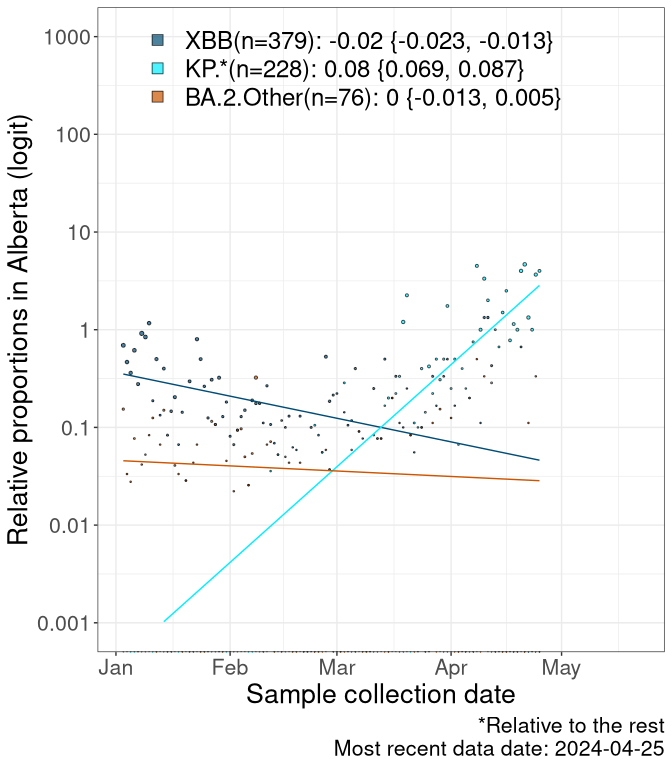 XBB(n=379): -0.02 {-0.023, -0.013}
KP.*(n=228): 0.08 {0.069, 0.087}
BA.2.Other(n=76): 0 {-0.013, 0.005}
Relative proportions in Alberta (logit)
1000
100
10
1
0.1
0.01
0.001
Jan Feb Mar Apr May
Sample collection date
*Relative to the rest
Most recent data date: 2024-04-25